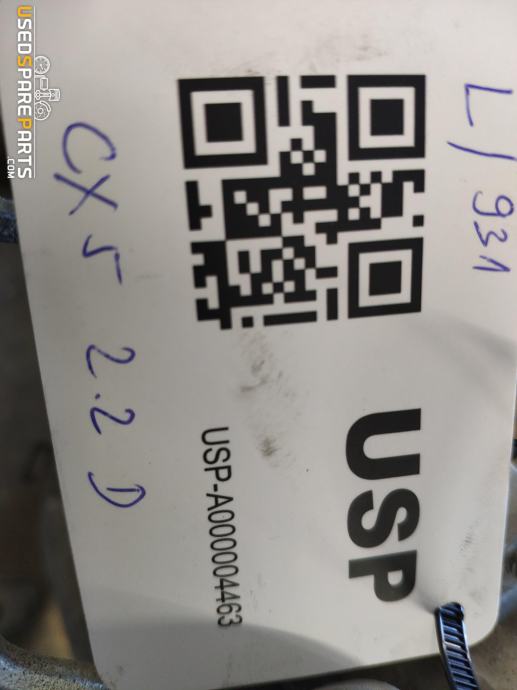 USEDSPAREPARTS
.COM
L/931
USP
USP-A000004463
CX5 2.2 D